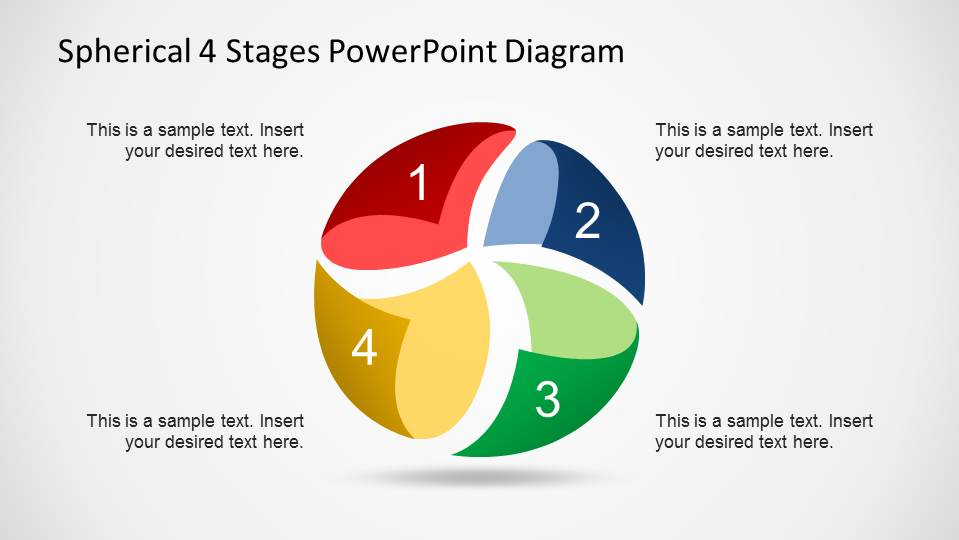 Spherical 4 Stages PowerPoint Diagram
This is a sample text. Insert
your desired text here.
This is a sample text. Insert
your desired text here.
1
2
4
3
This is a sample text. Insert
your desired text here.
This is a sample text. Insert
your desired text here.